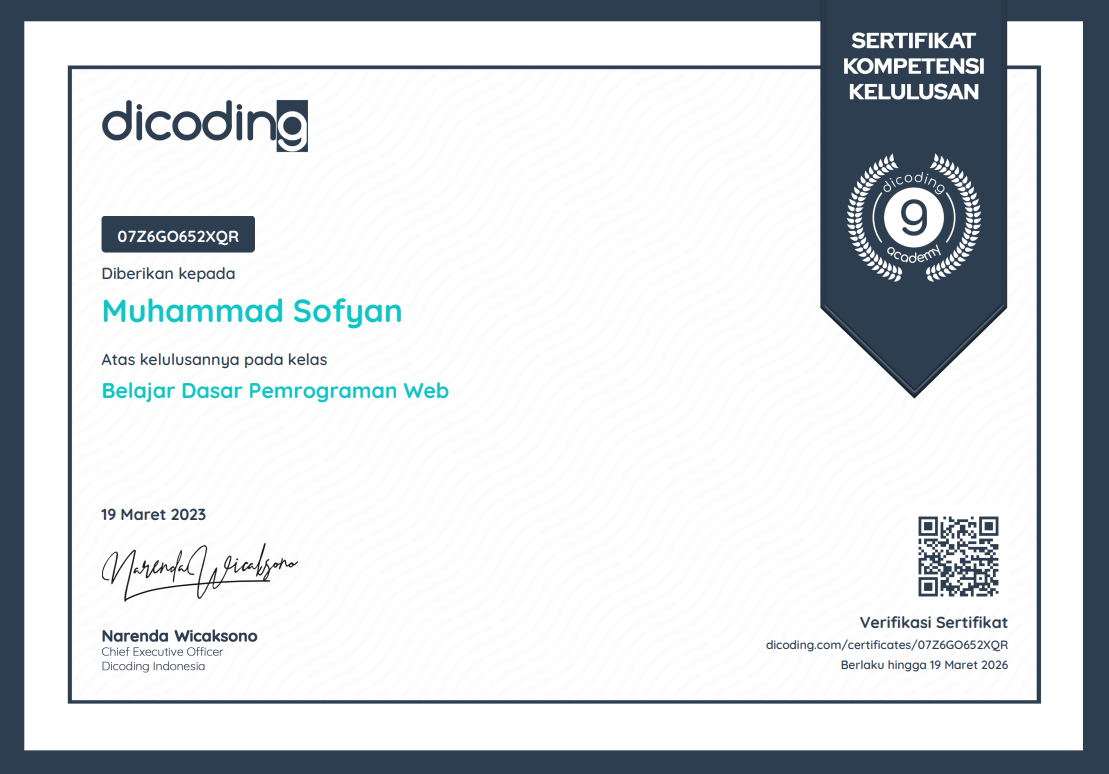 SERTIFIKAT
KOMPETENSI
KELULUSAN
dicoding
dicoding
9
academy
07Z6GO652XQR
Diberikan kepada
Muhammad Sofyan
Atas kelulusannya pada kelas
Belajar Dasar Pemrograman Web
19 Maret 2023
Narenda Wicaksono
Narenda Wicaksono
Chief Executive Officer
Dicoding Indonesia
Verifikasi Sertifikat
dicoding.com/certificates/07Z6GO652XQR
Berlaku hingga 19 Maret 2026